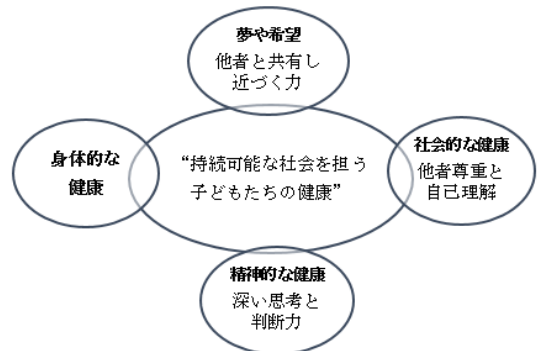 夢や希望
他者と共有し
近づく力
身体的な
健康
“持続可能な社会を担う
子どもたちの健康”
社会的な健康
他者尊重と
自己理解
精神的な健康
深い思考と
判断力